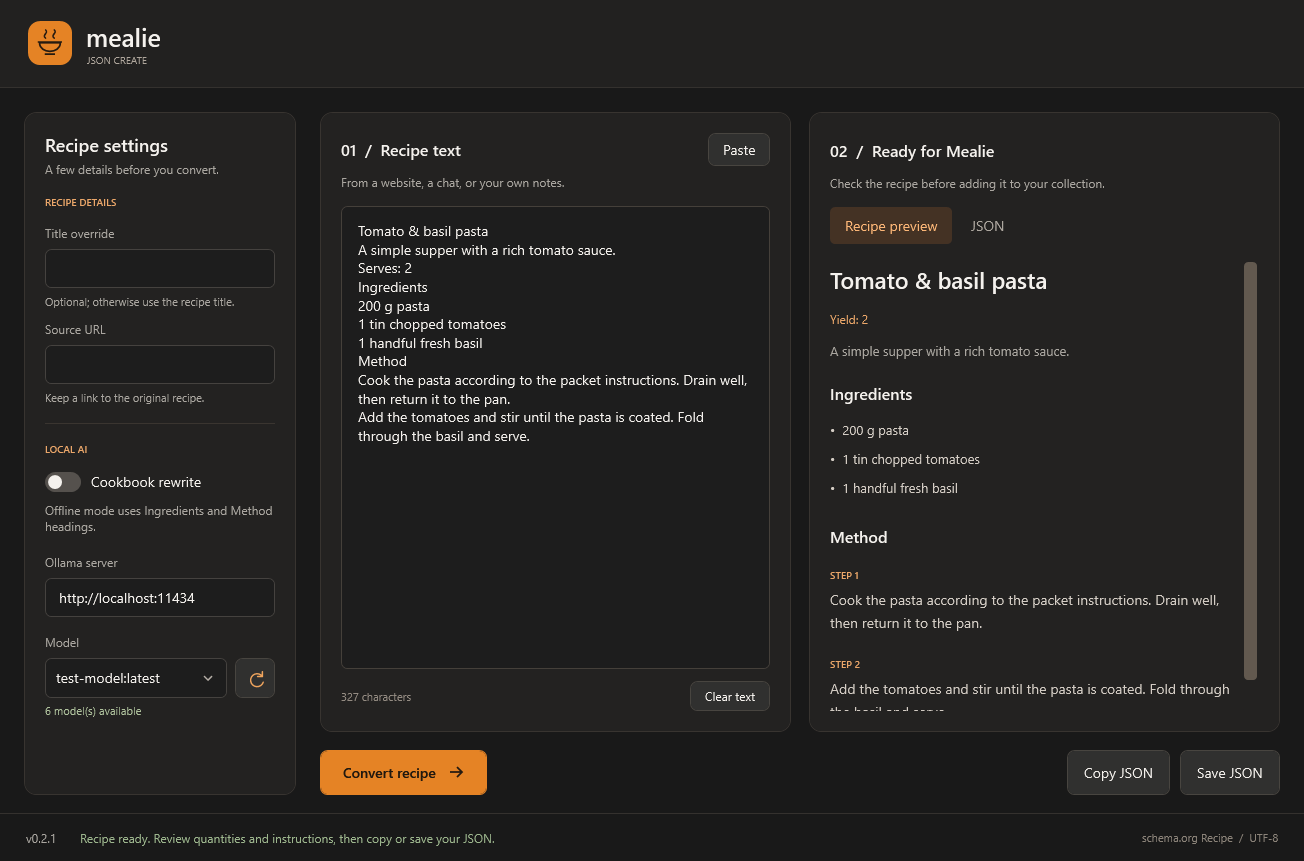 mealie
JSON CREATE
Recipe settings
A few details before you convert.
RECIPE DETAILS
Title override
Optional; otherwise use the recipe title.
Source URL
Keep a link to the original recipe.
LOCAL AI
Cookbook rewrite
Offline mode uses Ingredients and Method
headings.
Ollama server
http://localhost:11434
Model
test-model:latest
6 model(s) available
01 / Recipe text
Paste
From a website, a chat, or your own notes.
Tomato & basil pasta
A simple supper with a rich tomato sauce.
Serves: 2
Ingredients
200 g pasta
1 tin chopped tomatoes
1 handful fresh basil
Method
Cook the pasta according to the packet instructions. Drain well,
then return it to the pan.
Add the tomatoes and stir until the pasta is coated. Fold
through the basil and serve.
327 characters
Clear text
Convert recipe
02 / Ready for Mealie
Check the recipe before adding it to your collection.
Recipe preview
JSON
Tomato & basil pasta
Yield: 2
A simple supper with a rich tomato sauce.
Ingredients
• 200 g pasta
• 1 tin chopped tomatoes
• 1 handful fresh basil
Method
STEP 1
Cook the pasta according to the packet instructions. Drain well,
then return it to the pan.
STEP 2
Add the tomatoes and stir until the pasta is coated. Fold through
the basil and serve.
Copy JSON
Save JSON
v0.2.1
Recipe ready. Review quantities and instructions, then copy or save your JSON.
schema.org Recipe / UTF-8